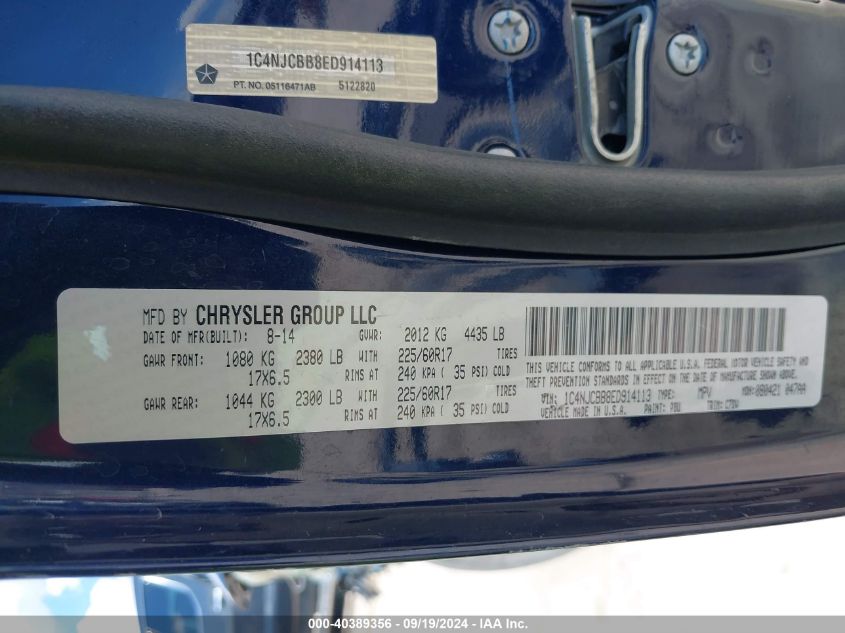 1C4NJCBB8ED914113
PT. NO. 05116471AB 5122820
MFD BY CHRYSLER GROUP LLC
DATE OF MFR(BUILT): 8-14 GVWR: 2012 KG 4435 LB
GAWR FRONT: 1080 KG 2380 LB WITH 225/60R17 TIRES
17X6.5 RIMS AT 240 KPA ( 35 PSI) COLD
GAWR REAR: 1044 KG 2300 LB WITH 225/60R17 TIRES
17X6.5 RIMS AT 240 KPA ( 35 PSI) COLD
THIS VEHICLE CONFORMS TO ALL APPLICABLE U.S.A. FEDERAL MOTOR VEHICLE SAFETY AND
THEFT PREVENTION STANDARDS IN EFFECT ON THE DATE OF MANUFACTURE SHOWN ABOVE.
VIN: 1C4NJCBB8ED914113 TYPE: MPV MDH: 080421 047AA
VEHICLE MADE IN U.S.A. PAINT: PBU TRIM:
000-40389356 - 09/19/2024 - IAA Inc.